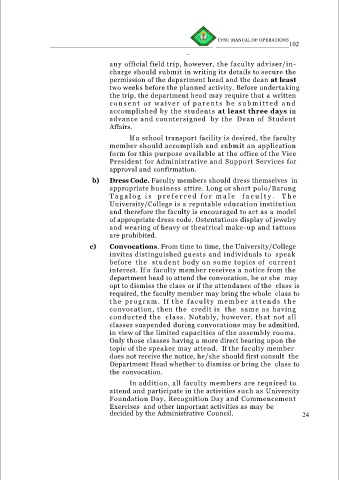 DNSU MANUAL OF OPERATIONS
102
any official field trip, however, the faculty adviser/in-
charge should submit in writing its details to secure the
permission of the department head and the dean at least
two weeks before the planned activity. Before undertaking
the trip, the department head may require that a written
consent or waiver of parents be submitted and
accomplished by the students at least three days in
advance and countersigned by the Dean of Student
Affairs.
If a school transport facility is desired, the faculty
member should accomplish and submit an application
form for this purpose available at the office of the Vice
President for Administrative and Support Services for
approval and confirmation.
b) Dress Code. Faculty members should dress themselves in
appropriate business attire. Long or short polo/Barong
Tagalog is preferred for male faculty. The
University/College is a reputable education institution
and therefore the faculty is encouraged to act as a model
of appropriate dress code. Ostentatious display of jewelry
and wearing of heavy or theatrical make-up and tattoos
are prohibited.
c) Convocations. From time to time, the University/College
invites distinguished guests and individuals to speak
before the student body on some topics of current
interest. If a faculty member receives a notice from the
department head to attend the convocation, he or she may
opt to dismiss the class or if the attendance of the class is
required, the faculty member may bring the whole class to
the program. If the faculty member attends the
convocation, then the credit is the same as having
conducted the class. Notably, however, that not all
classes suspended during convocations may be admitted,
in view of the limited capacities of the assembly rooms.
Only those classes having a more direct bearing upon the
topic of the speaker may attend. If the faculty member
does not receive the notice, he/she should first consult the
Department Head whether to dismiss or bring the class to
the convocation.
In addition, all faculty members are required to
attend and participate in the activities such as University
Foundation Day, Recognition Day and Commencement
Exercises and other important activities as may be
decided by the Administrative Council.
24